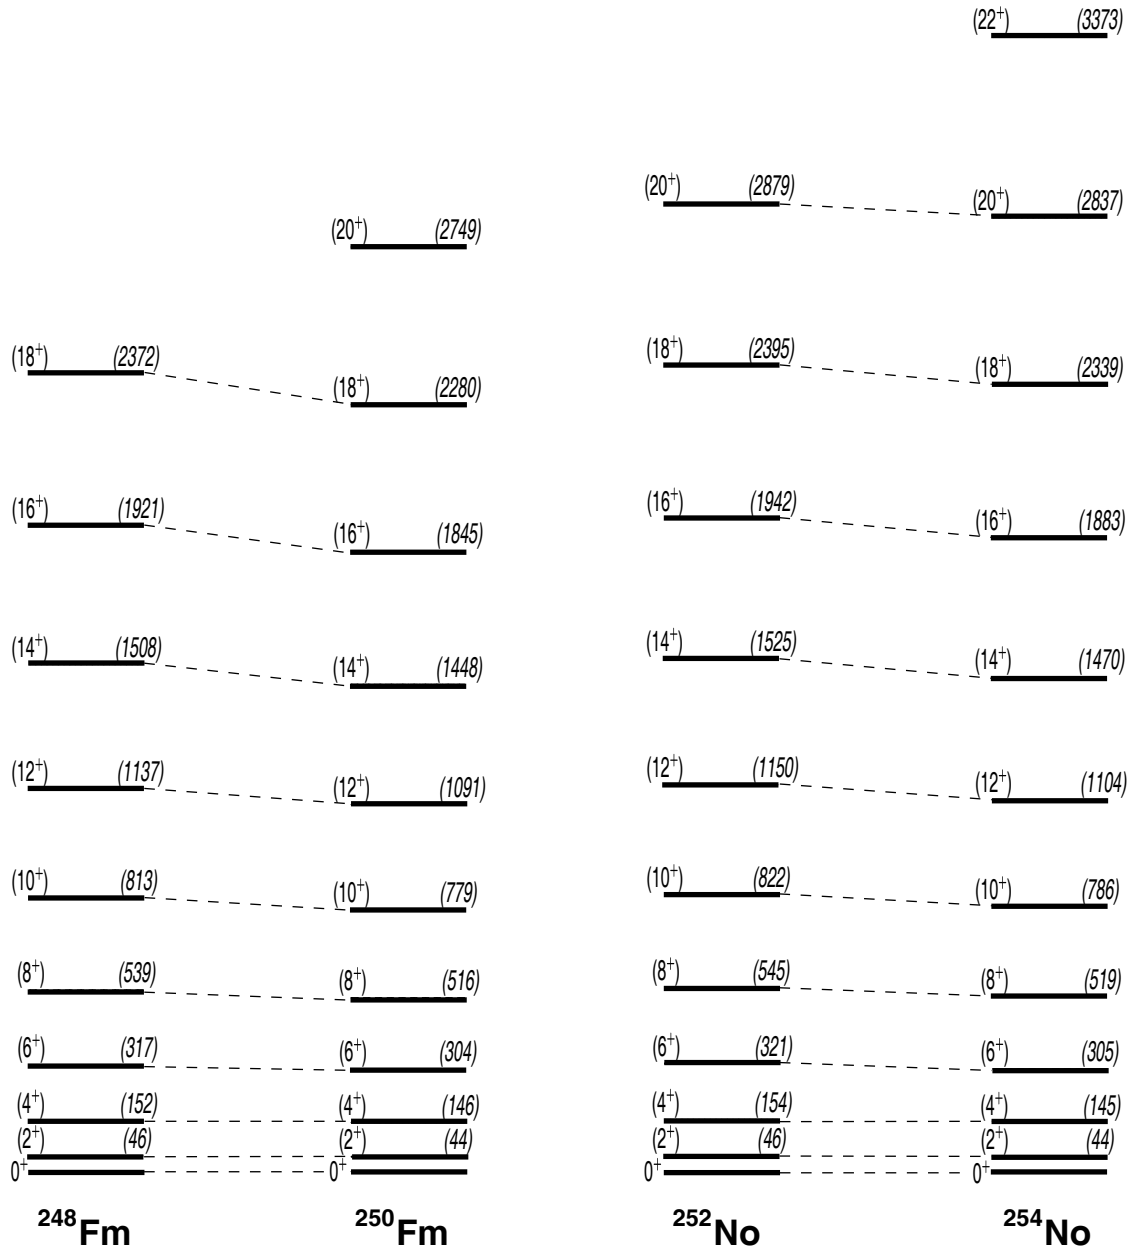 (22⁺) (3373)
(20⁺) (2879) (20⁺) (2837)
(20⁺) (2749)
(18⁺) (2372) (18⁺) (2280) (18⁺) (2395) (18⁺) (2339)
(16⁺) (1921) (16⁺) (1845) (16⁺) (1942) (16⁺) (1883)
(14⁺) (1508) (14⁺) (1448) (14⁺) (1525) (14⁺) (1470)
(12⁺) (1137) (12⁺) (1091) (12⁺) (1150) (12⁺) (1104)
(10⁺) (813) (10⁺) (779) (10⁺) (822) (10⁺) (786)
(8⁺) (539) (8⁺) (516) (8⁺) (545) (8⁺) (519)
(6⁺) (317) (6⁺) (304) (6⁺) (321) (6⁺) (305)
(4⁺) (152) (4⁺) (146) (4⁺) (154) (4⁺) (145)
(2⁺) (46) (2⁺) (44) (2⁺) (46) (2⁺) (44)
0⁺ 0⁺ 0⁺ 0⁺
²⁴⁸Fm ²⁵⁰Fm ²⁵²No ²⁵⁴No